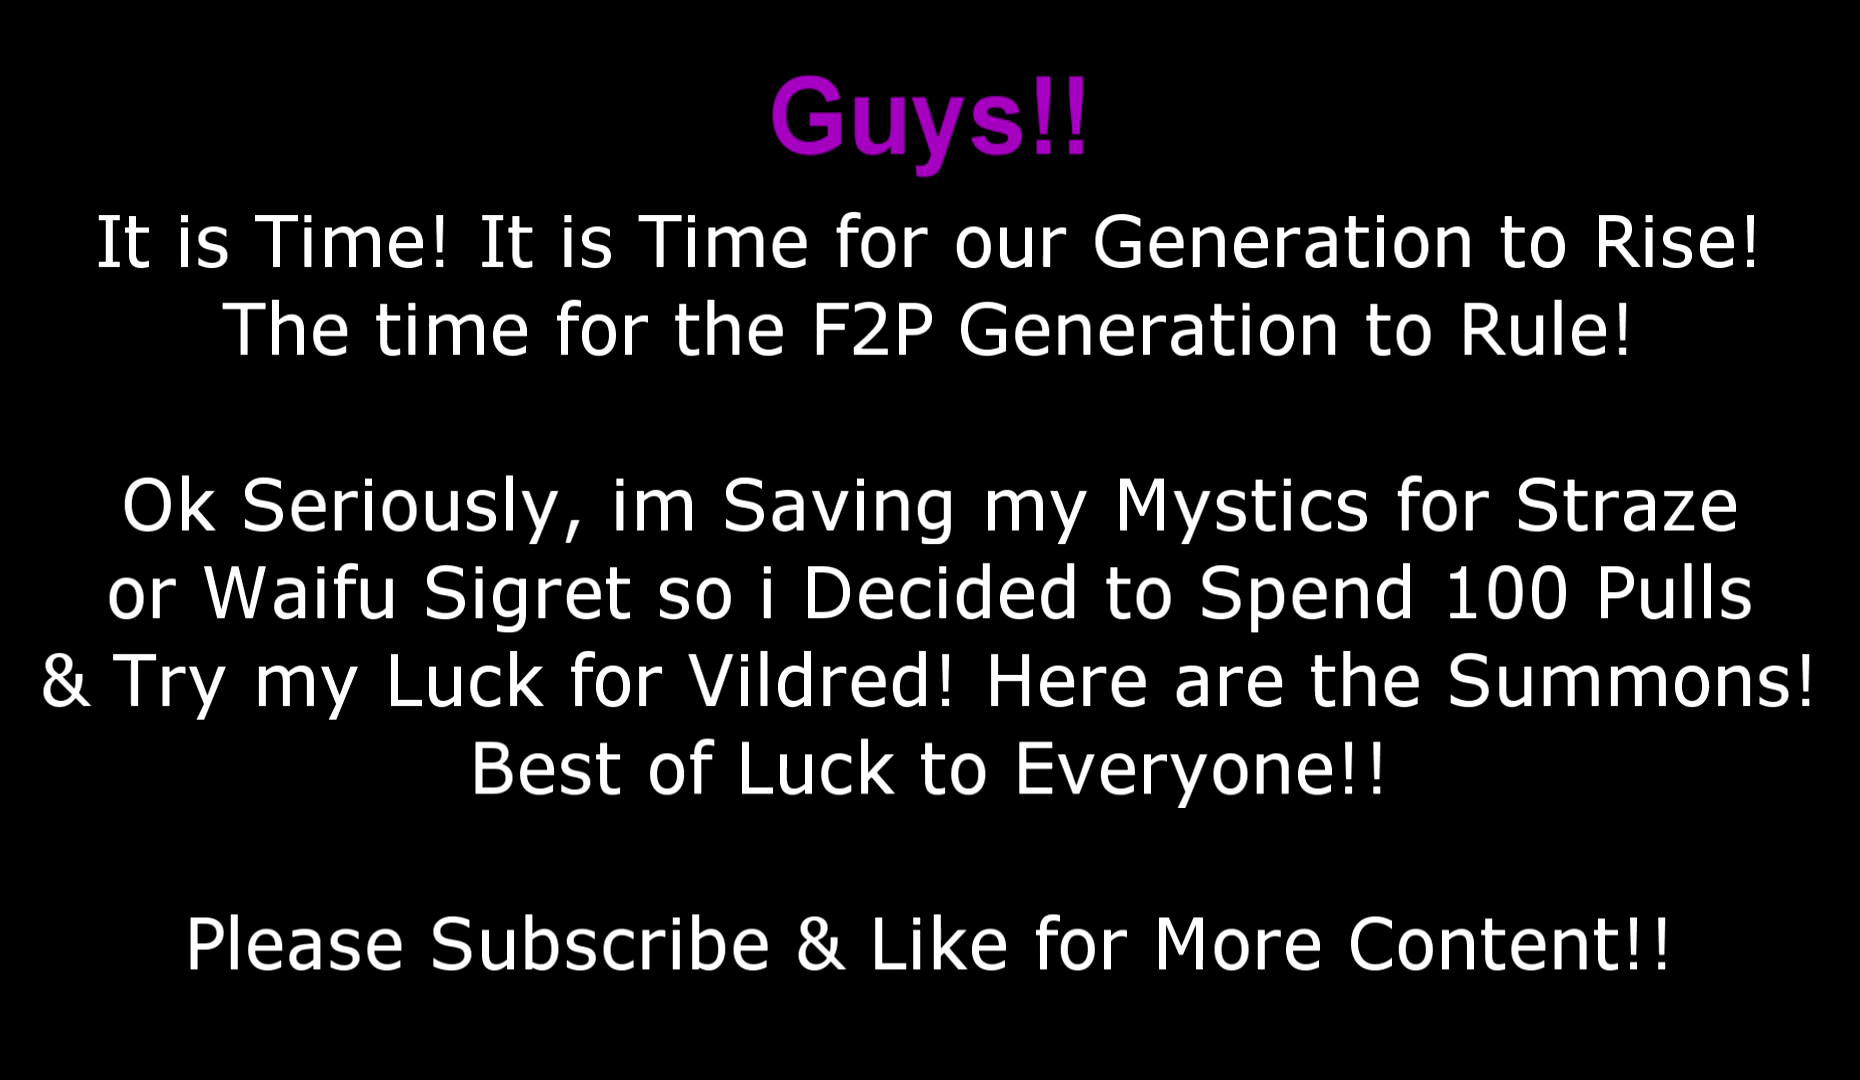 Guys!!
It is Time! It is Time for our Generation to Rise!
The time for the F2P Generation to Rule!
Ok Seriously, im Saving my Mystics for Straze
or Waifu Sigret so i Decided to Spend 100 Pulls
& Try my Luck for Vildred! Here are the Summons!
Best of Luck to Everyone!!
Please Subscribe & Like for More Content!!